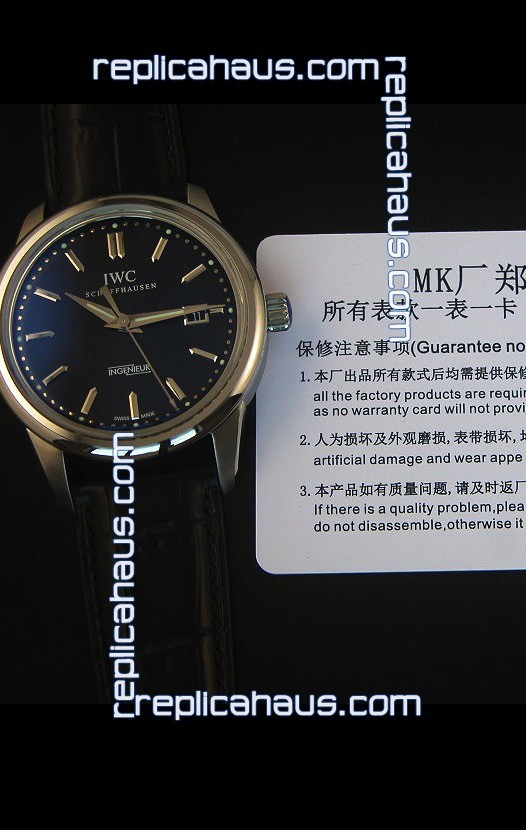 replicahaus.com
replicahaus.com
IWC
SCHAFFHAUSEN
INGENIEUR
SWISS MADE
MK厂郑
所有表款一表一卡
保修注意事项(Guarantee no
1. 本厂出品所有款式后均需提供保修
all the factory products are requir
as no warranty card will not provi
2. 人为损坏及外观磨损, 表带损坏,
artificial damage and wear appe
3. 本产品如有质量问题, 请及时返厂
If there is a quality problem,plea
do not disassemble,otherwise it
replicahaus.com
replicahaus.com